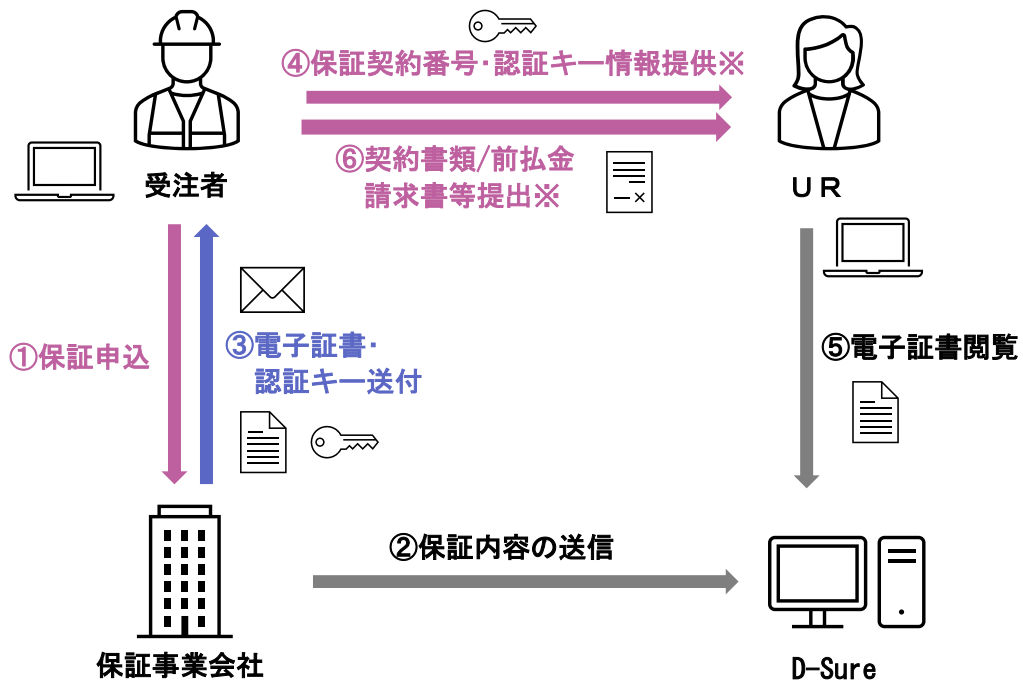 ④保証契約番号・認証キー情報提供※
⑥契約書類/前払金
請求書等提出※
受注者
UR
①保証申込
③電子証書・
認証キー送付
⑤電子証書閲覧
②保証内容の送信
保証事業会社
D-Sure